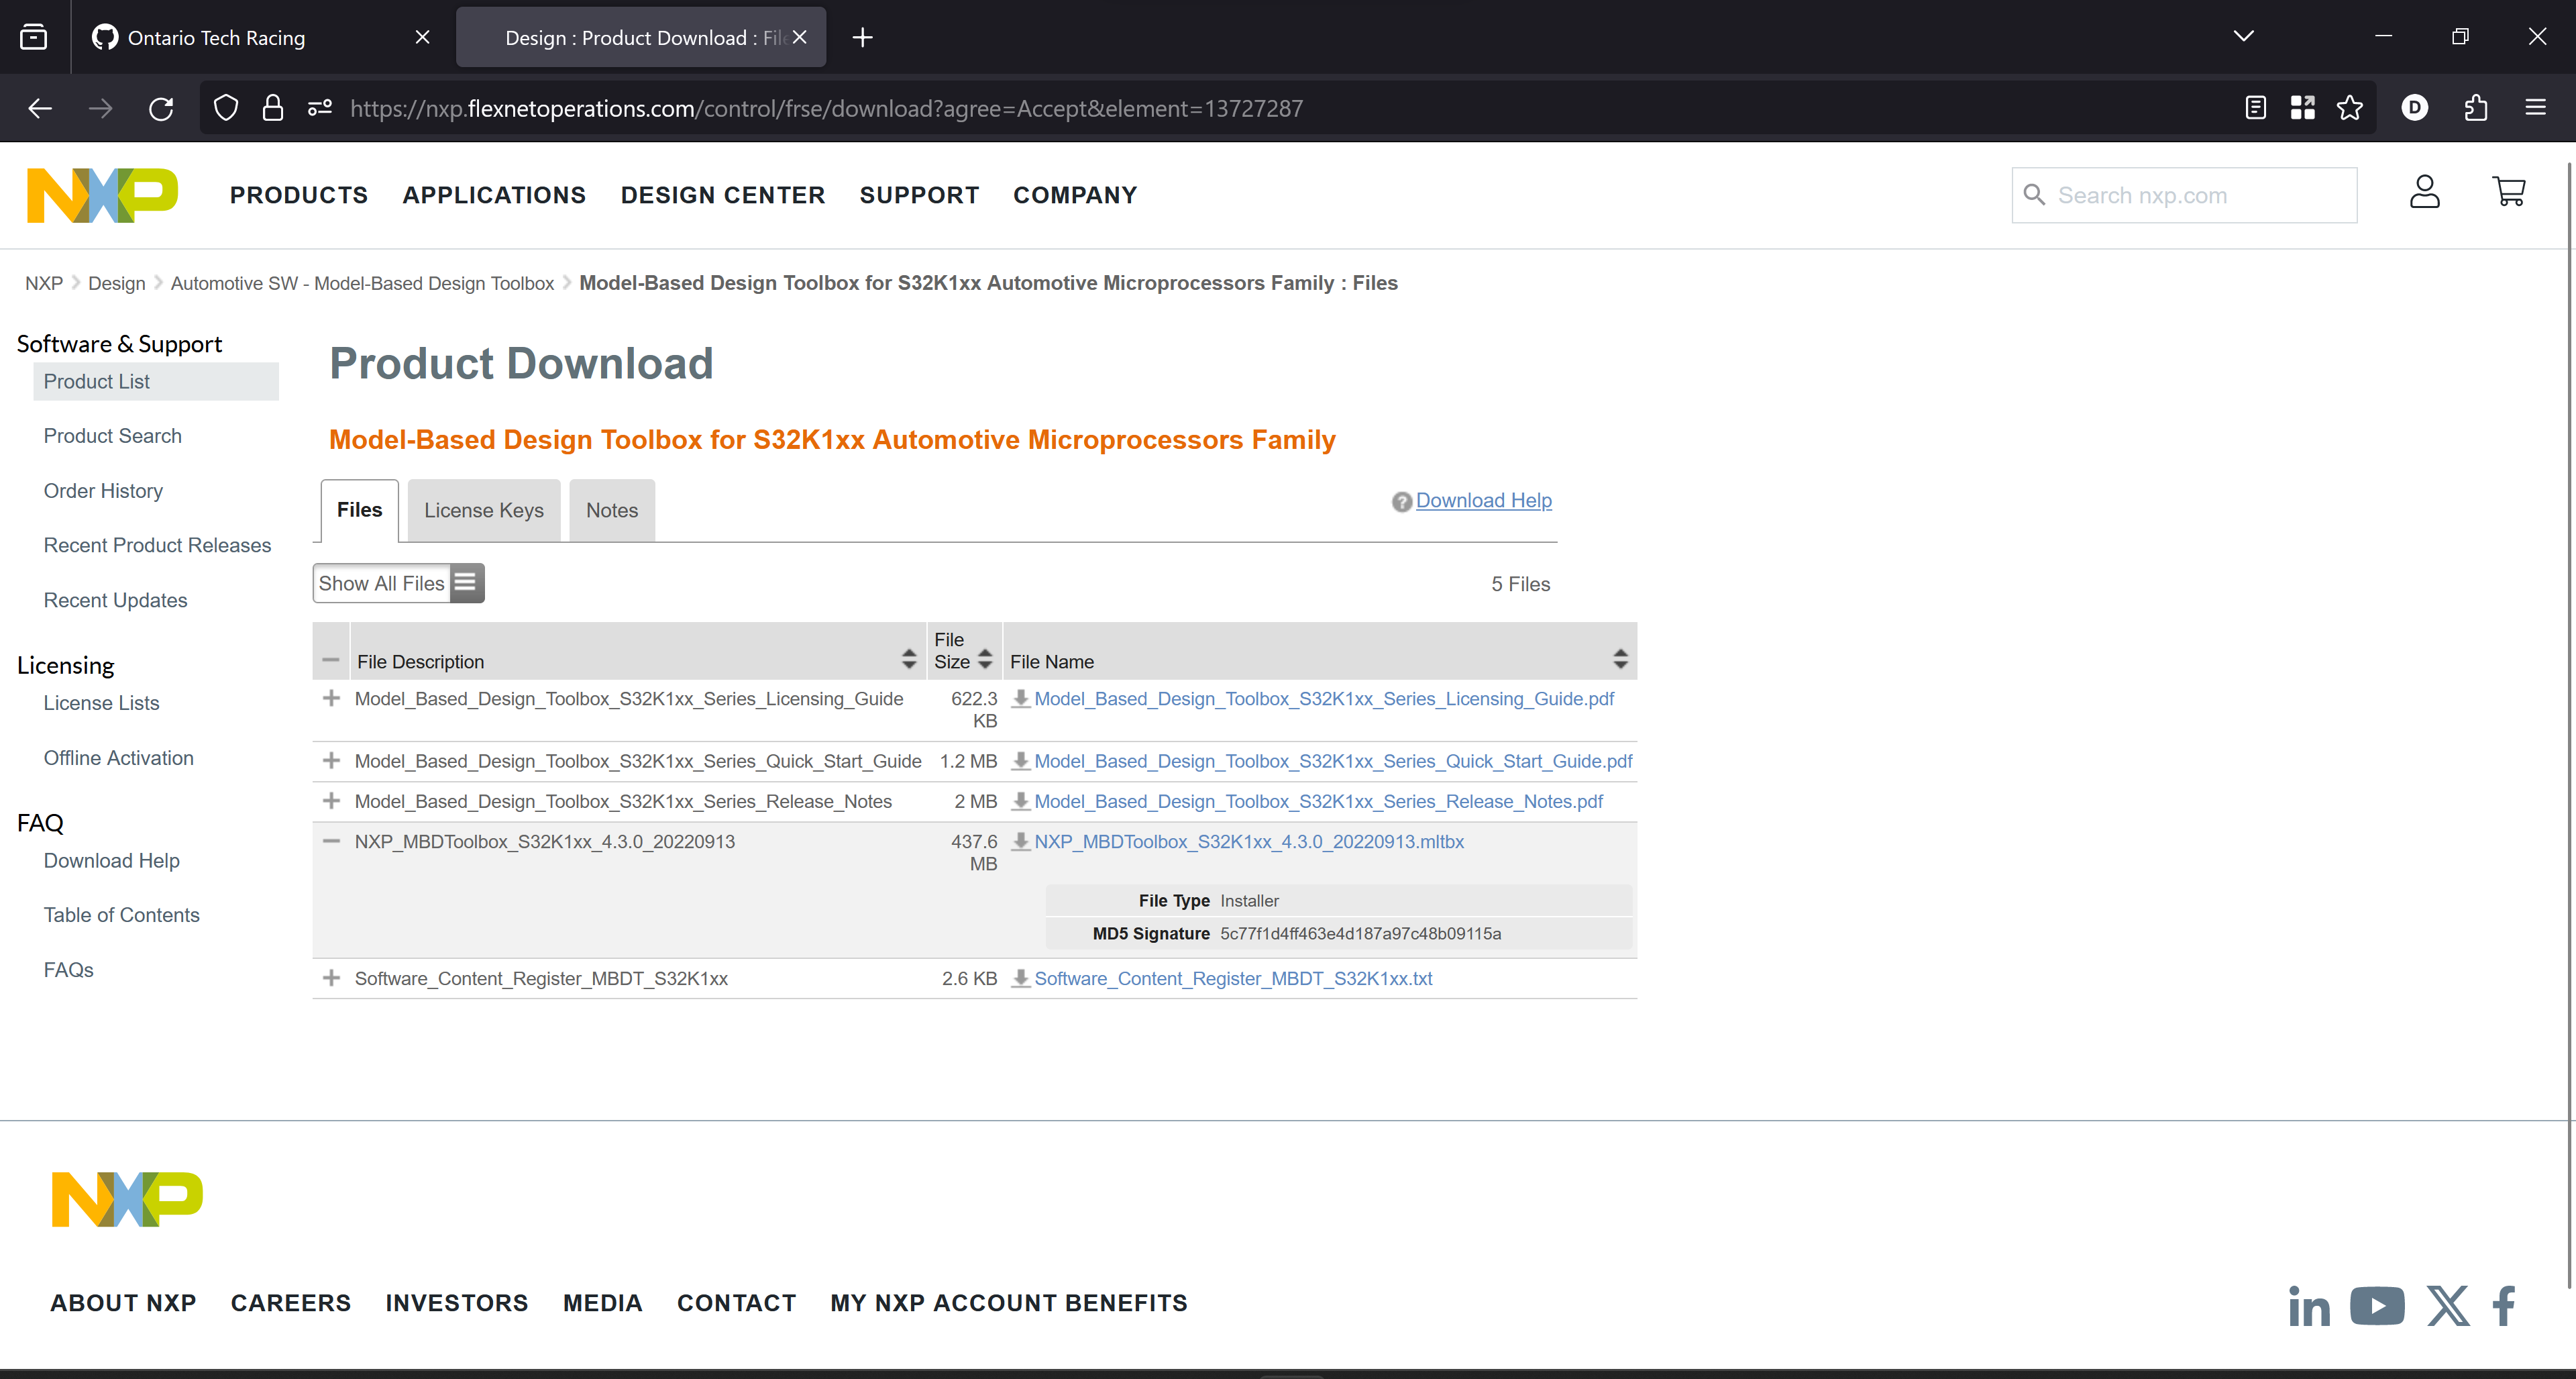 Ontario Tech Racing
Design : Product Download : File
https://nxp.flexnetoperations.com/control/frse/download?agree=Accept&element=13727287
D
NXP
PRODUCTS APPLICATIONS DESIGN CENTER SUPPORT COMPANY
Search nxp.com
NXP Design Automotive SW - Model-Based Design Toolbox Model-Based Design Toolbox for S32K1xx Automotive Microprocessors Family : Files
Software & Support
Product List
Product Search
Order History
Recent Product Releases
Recent Updates
Licensing
License Lists
Offline Activation
FAQ
Download Help
Table of Contents
FAQs
Product Download
Model-Based Design Toolbox for S32K1xx Automotive Microprocessors Family
Files License Keys Notes
? Download Help
Show All Files
5 Files
File Description File Size File Name
Model_Based_Design_Toolbox_S32K1xx_Series_Licensing_Guide 622.3 KB Model_Based_Design_Toolbox_S32K1xx_Series_Licensing_Guide.pdf
Model_Based_Design_Toolbox_S32K1xx_Series_Quick_Start_Guide 1.2 MB Model_Based_Design_Toolbox_S32K1xx_Series_Quick_Start_Guide.pdf
Model_Based_Design_Toolbox_S32K1xx_Series_Release_Notes 2 MB Model_Based_Design_Toolbox_S32K1xx_Series_Release_Notes.pdf
NXP_MBDToolbox_S32K1xx_4.3.0_20220913 437.6 MB NXP_MBDToolbox_S32K1xx_4.3.0_20220913.mltbx
File Type Installer
MD5 Signature 5c77f1d4ff463e4d187a97c48b09115a
Software_Content_Register_MBDT_S32K1xx 2.6 KB Software_Content_Register_MBDT_S32K1xx.txt
NXP
ABOUT NXP CAREERS INVESTORS MEDIA CONTACT MY NXP ACCOUNT BENEFITS